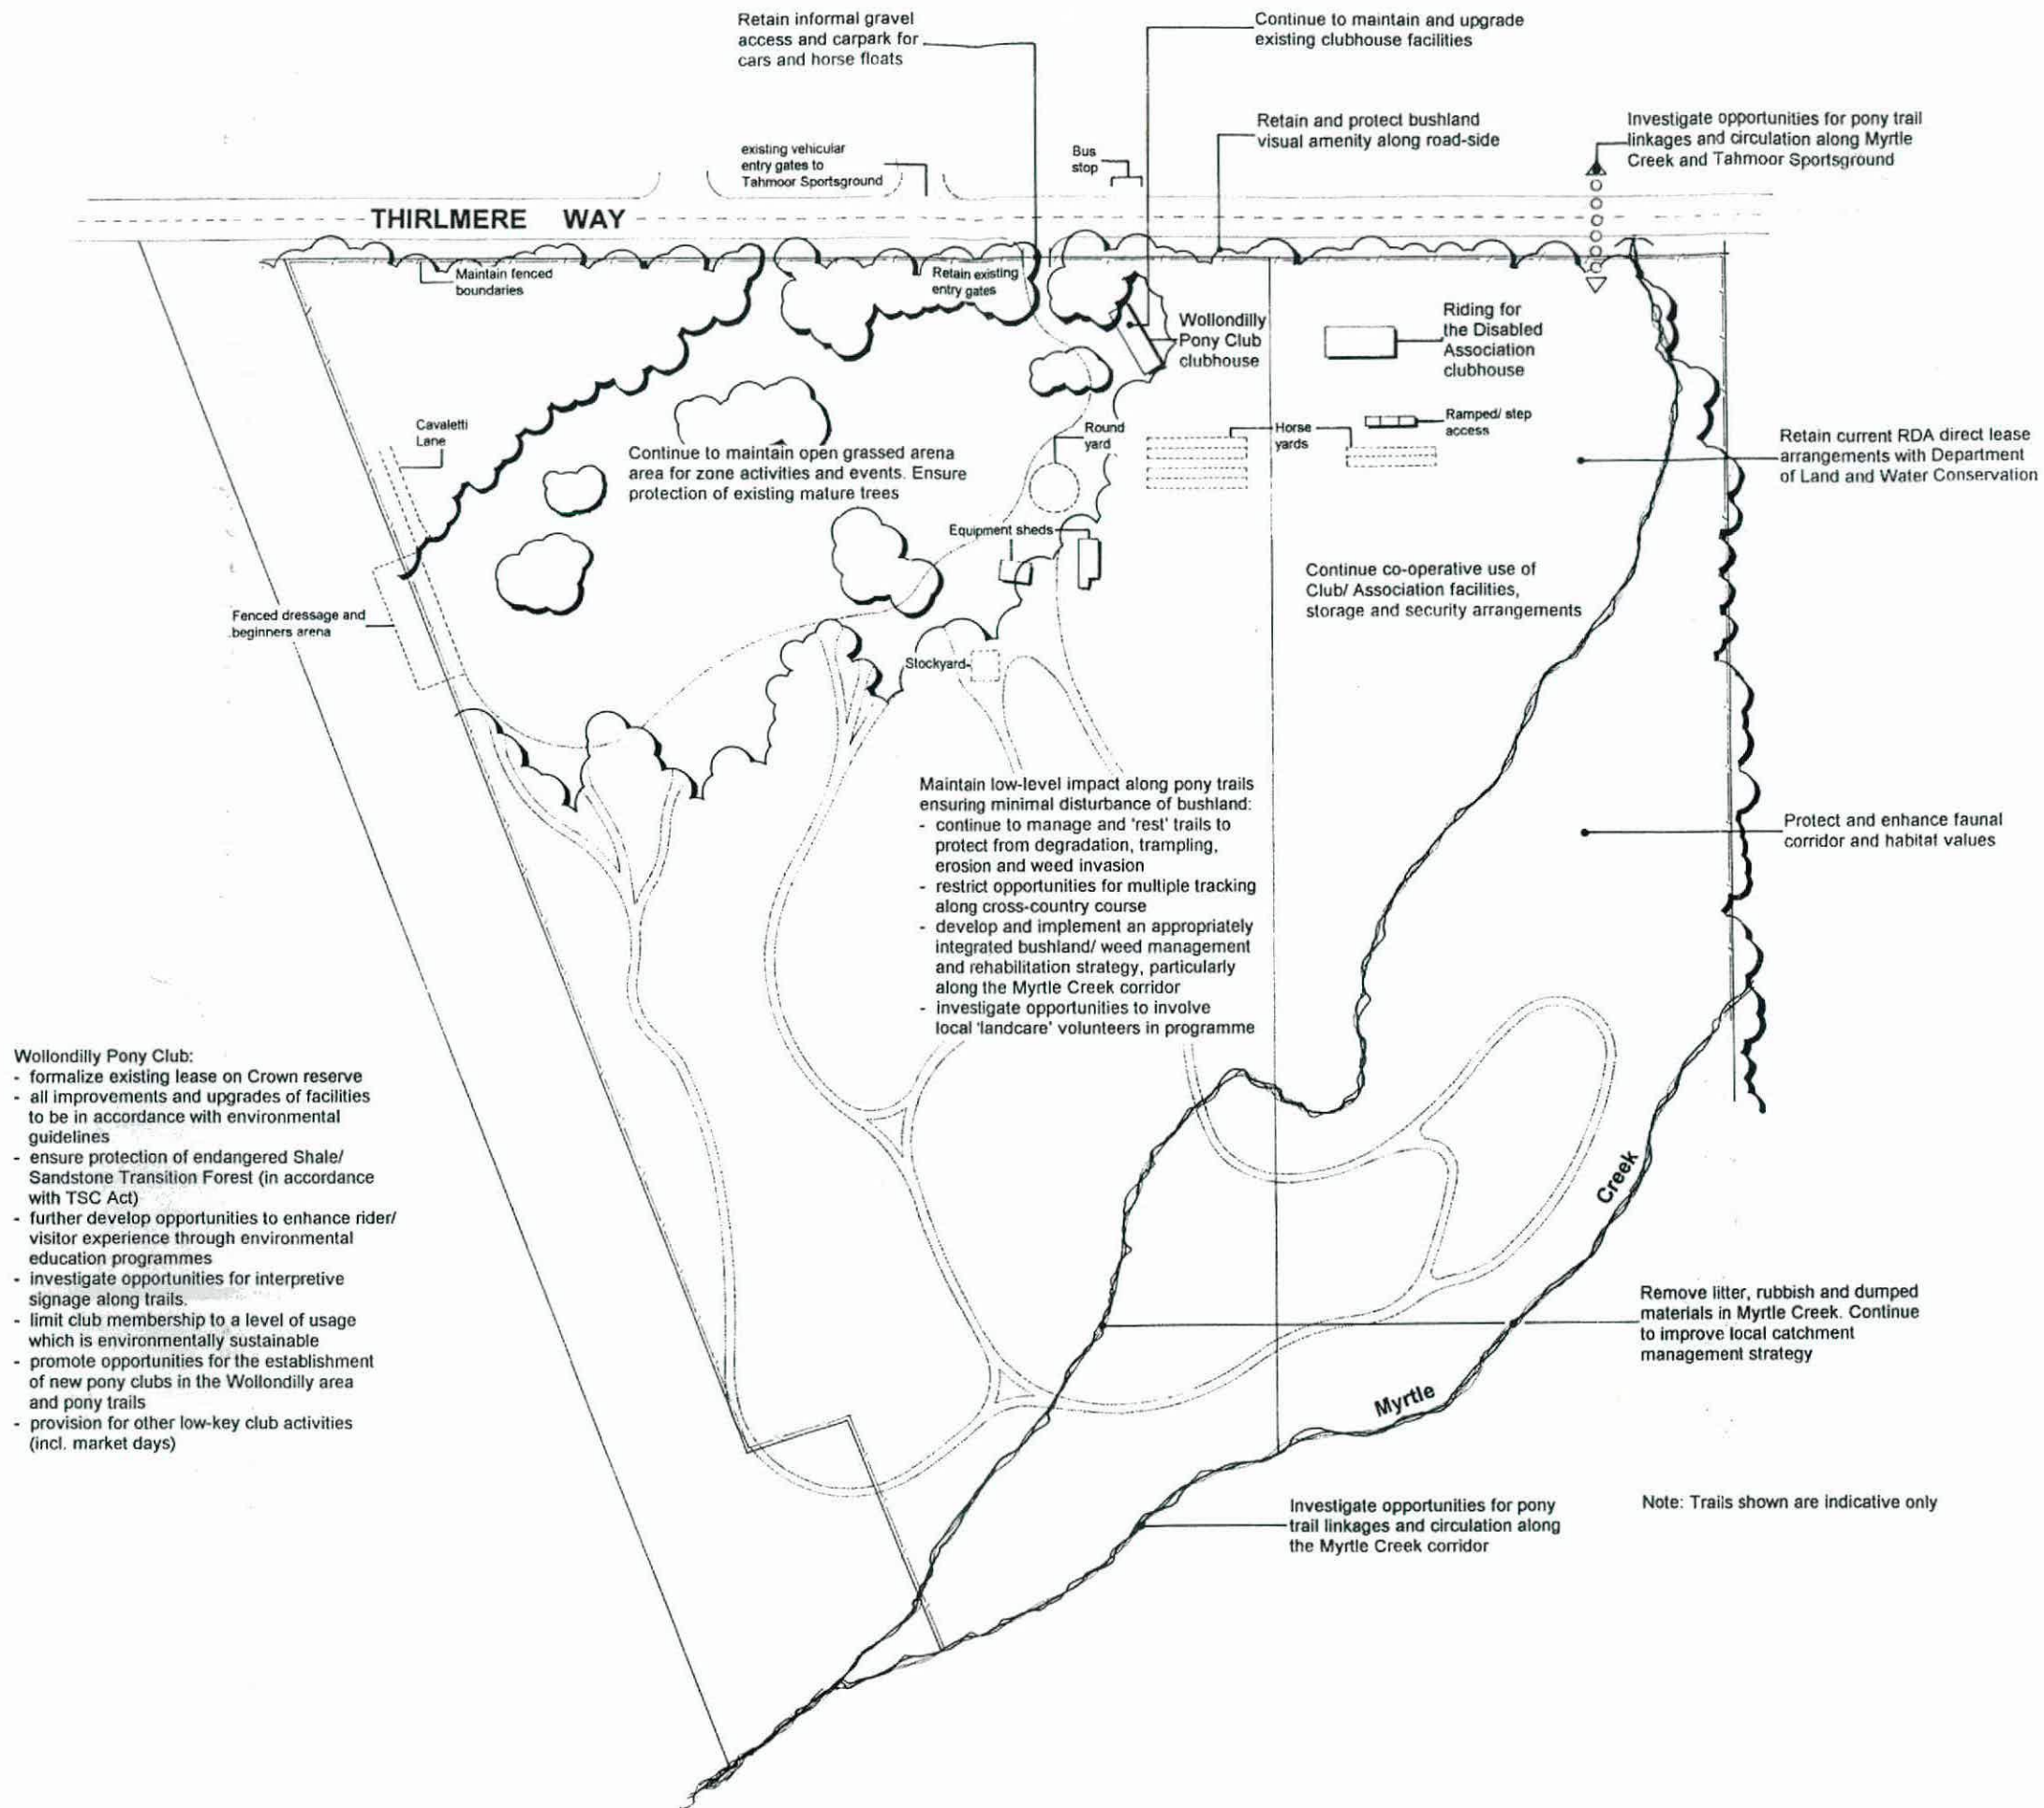 Retain informal gravel
access and carpark for
cars and horse floats
Continue to maintain and upgrade
existing clubhouse facilities
Retain and protect bushland
visual amenity along road-side
Investigate opportunities for pony trail
linkages and circulation along Myrtle
Creek and Tahmoor Sportsground
existing vehicular
entry gates to
Tahmoor Sportsground
Bus
stop
THIRLMERE WAY
Maintain fenced
boundaries
Retain existing
entry gates
Wollondilly
Pony Club
clubhouse
Riding for
the Disabled
Association
clubhouse
Cavaletti
Lane
Continue to maintain open grassed arena
area for zone activities and events. Ensure
protection of existing mature trees
Round
yard
Horse
yards
Ramped/ step
access
Retain current RDA direct lease
arrangements with Department
of Land and Water Conservation
Equipment sheds
Continue co-operative use of
Club/ Association facilities,
storage and security arrangements
Fenced dressage and
beginners arena
Stockyard
Maintain low-level impact along pony trails
ensuring minimal disturbance of bushland:
- continue to manage and 'rest' trails to
protect from degradation, trampling,
erosion and weed invasion
- restrict opportunities for multiple tracking
along cross-country course
- develop and implement an appropriately
integrated bushland/ weed management
and rehabilitation strategy, particularly
along the Myrtle Creek corridor
- investigate opportunities to involve
local 'landcare' volunteers in programme
Protect and enhance faunal
corridor and habitat values
Wollondilly Pony Club:
- formalize existing lease on Crown reserve
- all improvements and upgrades of facilities
to be in accordance with environmental
guidelines
- ensure protection of endangered Shale/
Sandstone Transition Forest (in accordance
with TSC Act)
- further develop opportunities to enhance rider/
visitor experience through environmental
education programmes
- investigate opportunities for interpretive
signage along trails.
- limit club membership to a level of usage
which is environmentally sustainable
- promote opportunities for the establishment
of new pony clubs in the Wollondilly area
and pony trails
- provision for other low-key club activities
(incl. market days)
Myrtle Creek
Remove litter, rubbish and dumped
materials in Myrtle Creek. Continue
to improve local catchment
management strategy
Investigate opportunities for pony
trail linkages and circulation along
the Myrtle Creek corridor
Note: Trails shown are indicative only